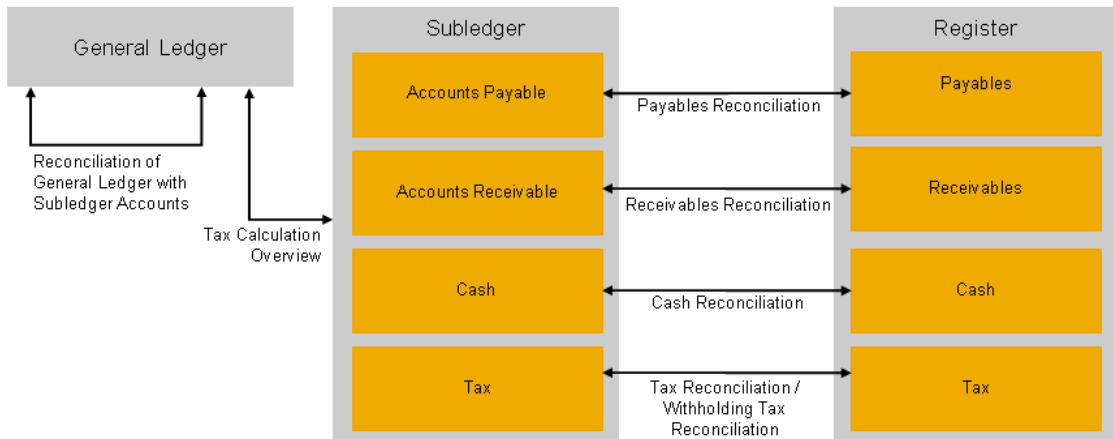 General Ledger
Reconciliation of
General Ledger with
Subledger Accounts
Tax Calculation
Overview
Subledger
Accounts Payable
Accounts Receivable
Cash
Tax
Payables Reconciliation
Receivables Reconciliation
Cash Reconciliation
Tax Reconciliation /
Withholding Tax
Reconciliation
Register
Payables
Receivables
Cash
Tax